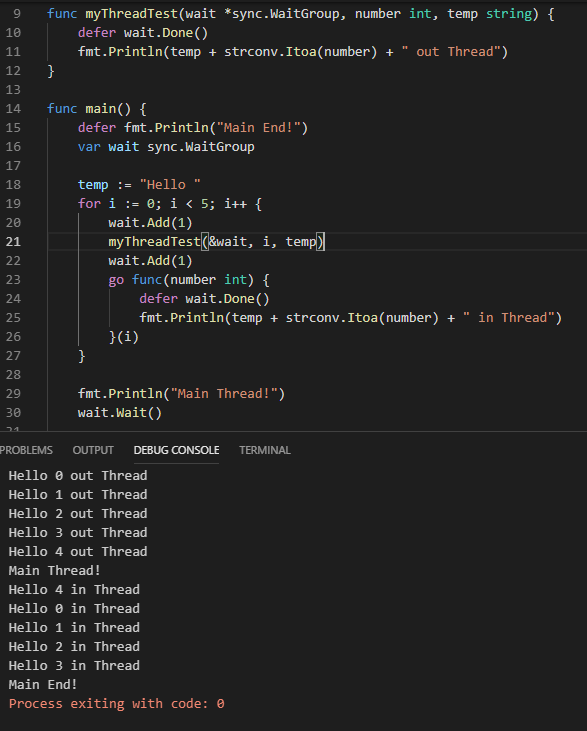 9 func myThreadTest(wait *sync.WaitGroup, number int, temp string) {
10 defer wait.Done()
11 fmt.Println(temp + strconv.Itoa(number) + " out Thread")
12 }
13
14 func main() {
15 defer fmt.Println("Main End!")
16 var wait sync.WaitGroup
17
18 temp := "Hello "
19 for i := 0; i < 5; i++ {
20 wait.Add(1)
21 myThreadTest(&wait, i, temp)
22 wait.Add(1)
23 go func(number int) {
24 defer wait.Done()
25 fmt.Println(temp + strconv.Itoa(number) + " in Thread")
26 }(i)
27 }
28
29 fmt.Println("Main Thread!")
30 wait.Wait()
PROBLEMS OUTPUT DEBUG CONSOLE TERMINAL
Hello 0 out Thread
Hello 1 out Thread
Hello 2 out Thread
Hello 3 out Thread
Hello 4 out Thread
Main Thread!
Hello 4 in Thread
Hello 0 in Thread
Hello 1 in Thread
Hello 2 in Thread
Hello 3 in Thread
Main End!
Process exiting with code: 0